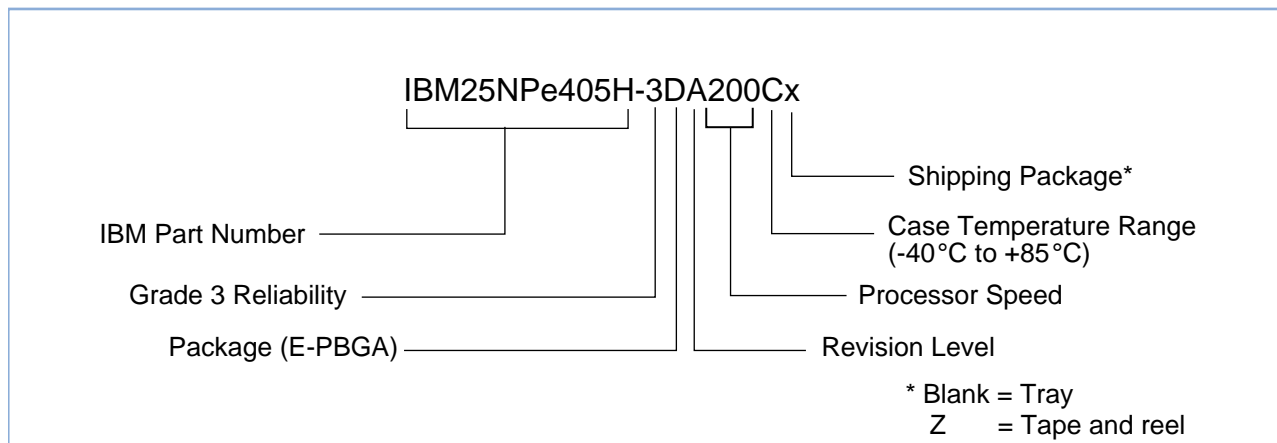 IBM25NPe405H-3DA200Cx
Shipping Package*
IBM Part Number
Case Temperature Range
(-40°C to +85°C)
Grade 3 Reliability
Processor Speed
Package (E-PBGA)
Revision Level
* Blank = Tray
Z = Tape and reel